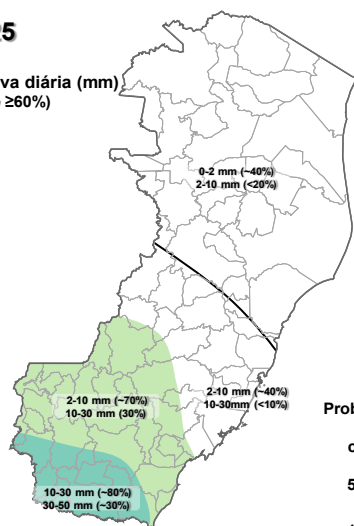 25
va diária (mm)
≥60%)
0-2 mm (~40%)
2-10 mm (<20%)
2-10 mm (~40%)
10-30mm (<10%)
2-10 mm (~70%)
10-30 mm (30%)
Prob
c
5
10-30 mm (~80%)
30-50 mm (~30%)